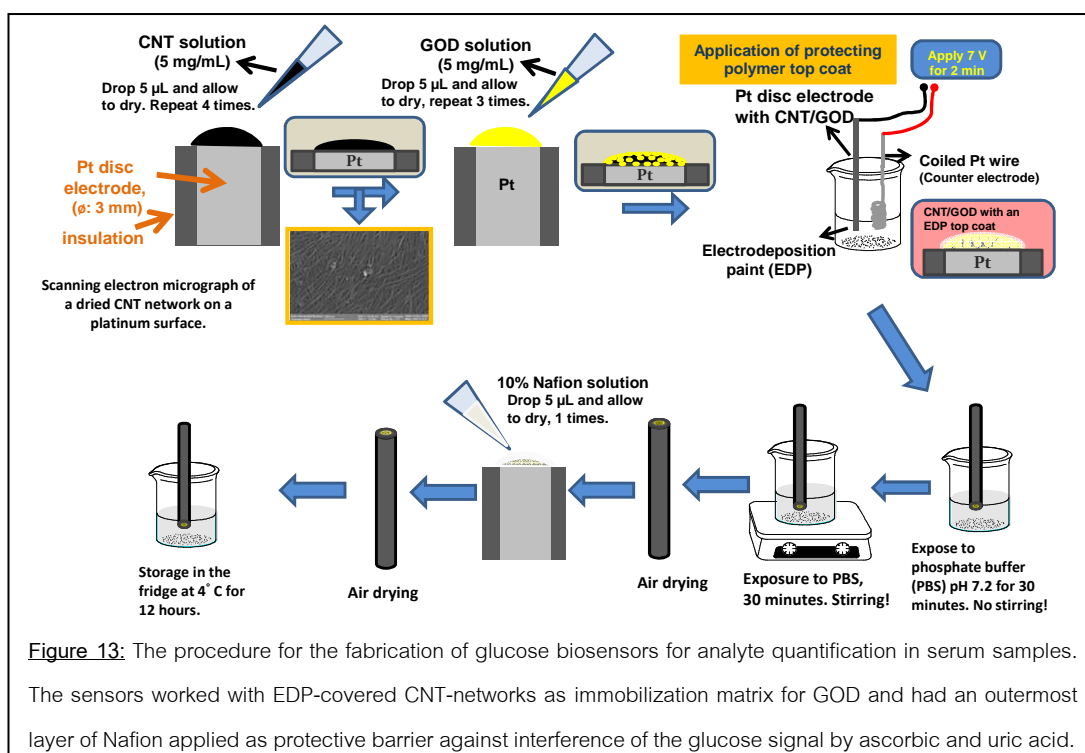 CNT solution
(5 mg/mL)
Drop 5 µL and allow
to dry. Repeat 4 times.
Pt
Pt disc
electrode,
(ø: 3 mm)
insulation
Scanning electron micrograph of
a dried CNT network on a
platinum surface.
GOD solution
(5 mg/mL)
Drop 5 µL and allow
to dry, repeat 3 times.
Pt
Pt
Application of protecting
polymer top coat
Apply 7 V
for 2 min
Pt disc electrode
with CNT/GOD
Coiled Pt wire
(Counter electrode)
Electrodeposition
paint (EDP)
CNT/GOD with an
EDP top coat
Pt
Expose to
phosphate buffer
(PBS) pH 7.2 for 30
minutes. No stirring!
Exposure to PBS,
30 minutes. Stirring!
Air drying
10% Nafion solution
Drop 5 µL and allow
to dry, 1 times.
Air drying
Storage in the
fridge at 4° C for
12 hours.
Figure 13: The procedure for the fabrication of glucose biosensors for analyte quantification in serum samples.
The sensors worked with EDP-covered CNT-networks as immobilization matrix for GOD and had an outermost
layer of Nafion applied as protective barrier against interference of the glucose signal by ascorbic and uric acid.